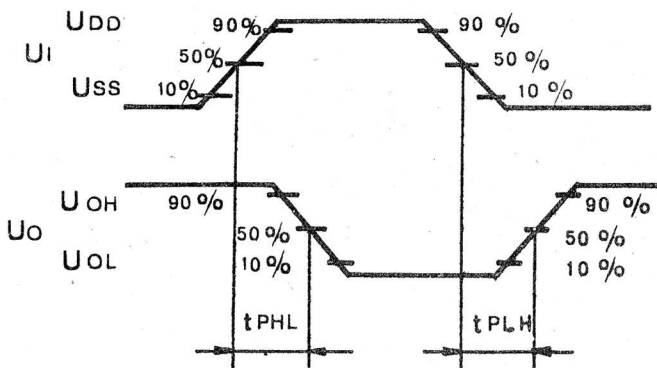 UDD 90% 90 %
UI 50% 50 %
USS 10% 10 %
UOH 90% 90 %
UO 50 % 50 %
UOL 10 % 10 %
tPHL tPLH